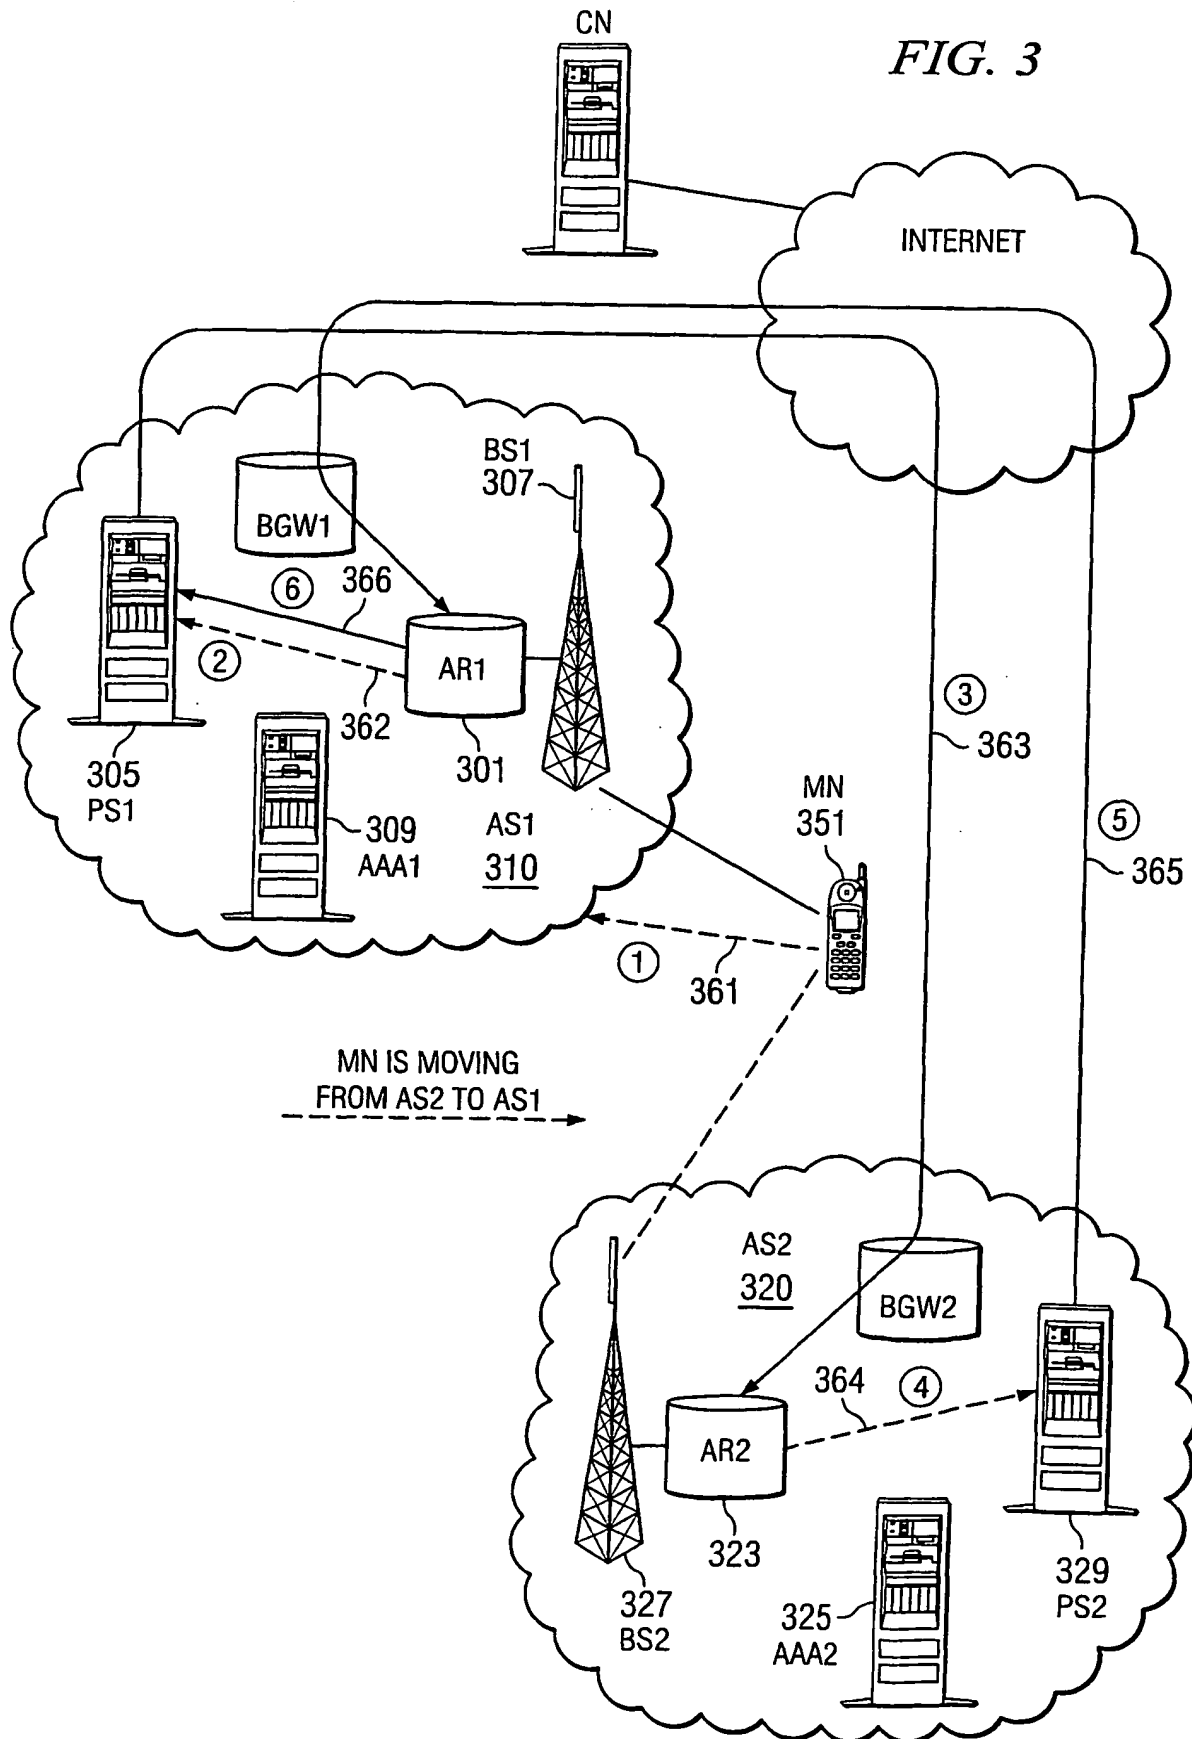 CN
FIG. 3
INTERNET
BS1
307
BGW1
6
366
2
AR1
362
301
3
363
305
PS1
309
AAA1
AS1
310
MN
351
5
365
1
361
MN IS MOVING
FROM AS2 TO AS1
AS2
320
BGW2
364
4
AR2
323
327
BS2
325
AAA2
329
PS2